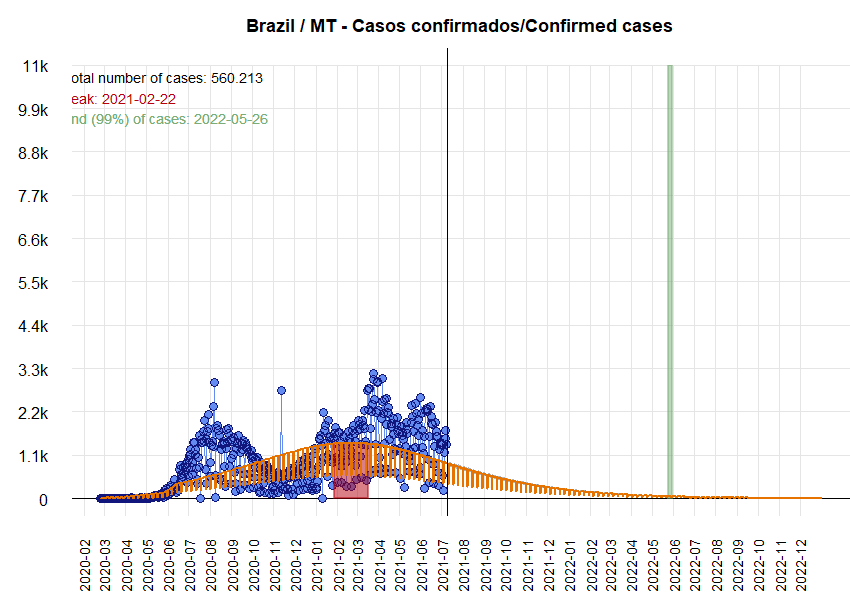 Brazil / MT - Casos confirmados/Confirmed cases
otal number of cases: 560.213
eak: 2021-02-22
nd (99%) of cases: 2022-05-26
11k
9.9k
8.8k
7.7k
6.6k
5.5k
4.4k
3.3k
2.2k
1.1k
0
2020-02
2020-03
2020-04
2020-05
2020-06
2020-07
2020-08
2020-09
2020-10
2020-11
2020-12
2021-01
2021-02
2021-03
2021-04
2021-05
2021-06
2021-07
2021-08
2021-09
2021-10
2021-11
2021-12
2022-01
2022-02
2022-03
2022-04
2022-05
2022-06
2022-07
2022-08
2022-09
2022-10
2022-11
2022-12